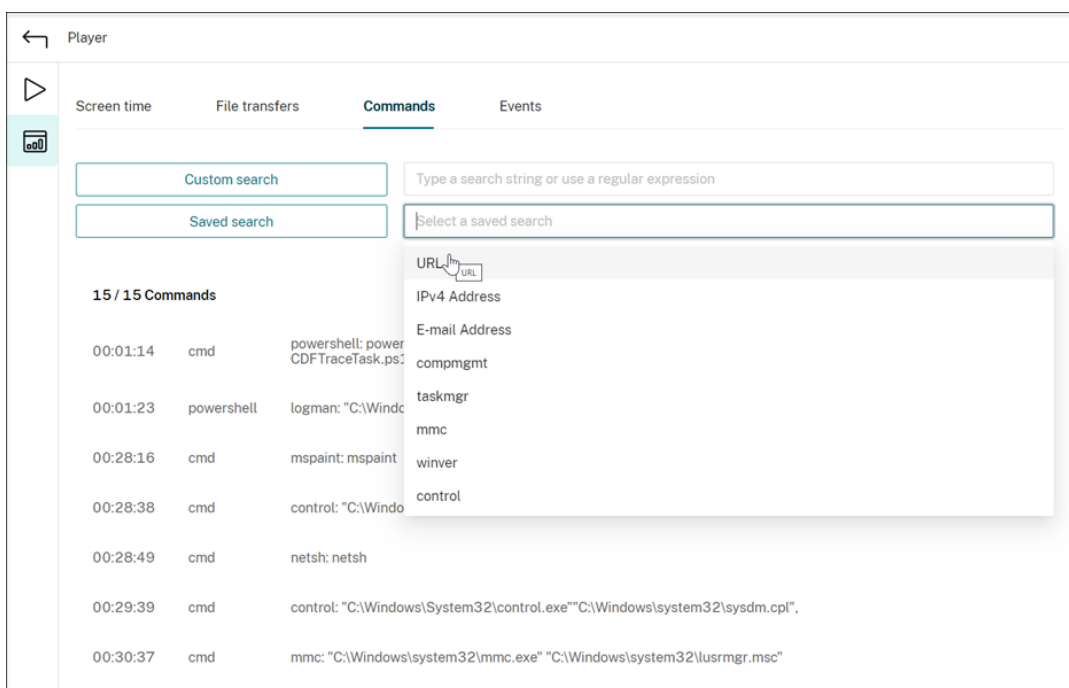 Player
Screen time File transfers Commands Events
Custom search Type a search string or use a regular expression
Saved search Select a saved search
URL
URL
15 / 15 Commands
IPv4 Address
E-mail Address
00:01:14 cmd powershell: power
CDFTraceTask.ps1
compmgmt
taskmgr
00:01:23 powershell logman: "C:\Windo
mmc
00:28:16 cmd mspaint: mspaint
winver
control
00:28:38 cmd control: "C:\Windo
00:28:49 cmd netsh: netsh
00:29:39 cmd control: "C:\Windows\System32\control.exe""C:\Windows\system32\sysdm.cpl",
00:30:37 cmd mmc: "C:\Windows\system32\mmc.exe" "C:\Windows\system32\lusrmgr.msc"